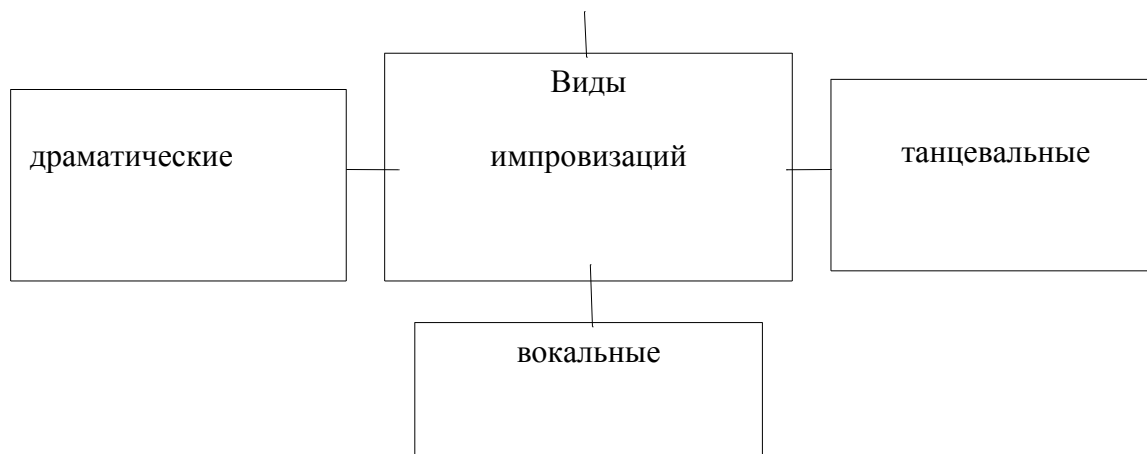 Виды
импровизаций
драматические
танцевальные
вокальные